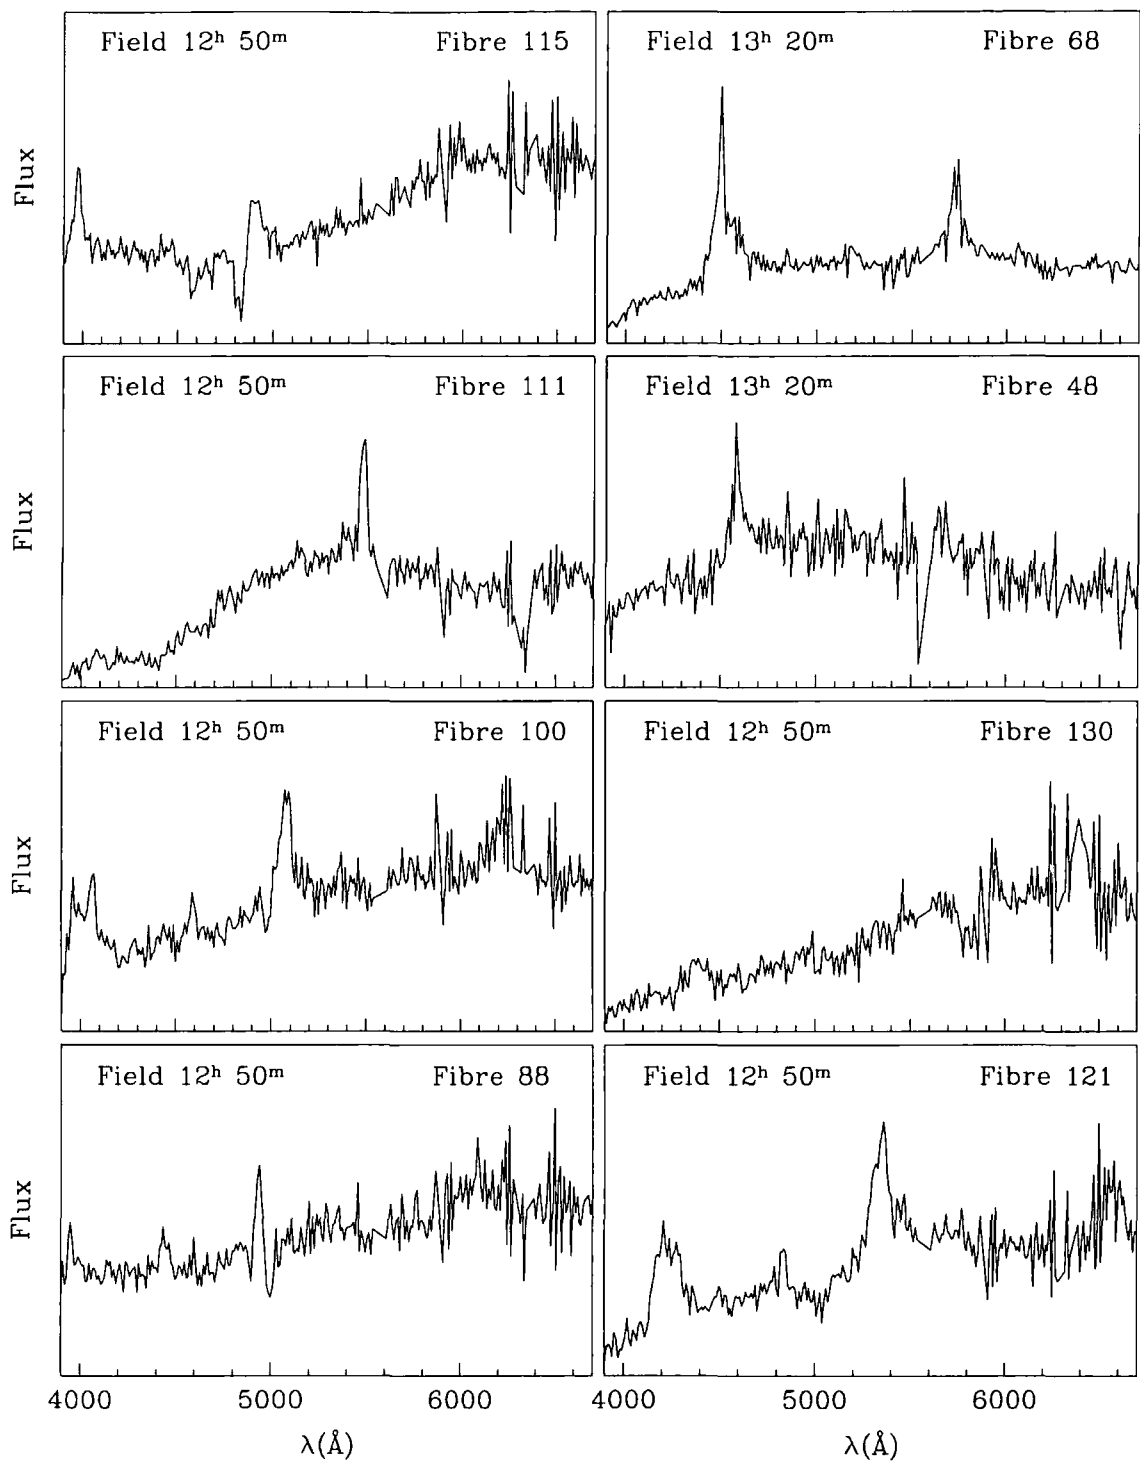 Field 12ʰ 50ᵐ Fibre 115
Field 13ʰ 20ᵐ Fibre 68
Flux
Field 12ʰ 50ᵐ Fibre 111
Field 13ʰ 20ᵐ Fibre 48
Flux
Field 12ʰ 50ᵐ Fibre 100
Field 12ʰ 50ᵐ Fibre 130
Flux
Field 12ʰ 50ᵐ Fibre 88
Field 12ʰ 50ᵐ Fibre 121
Flux
4000 5000 6000
4000 5000 6000
λ(Å)
λ(Å)